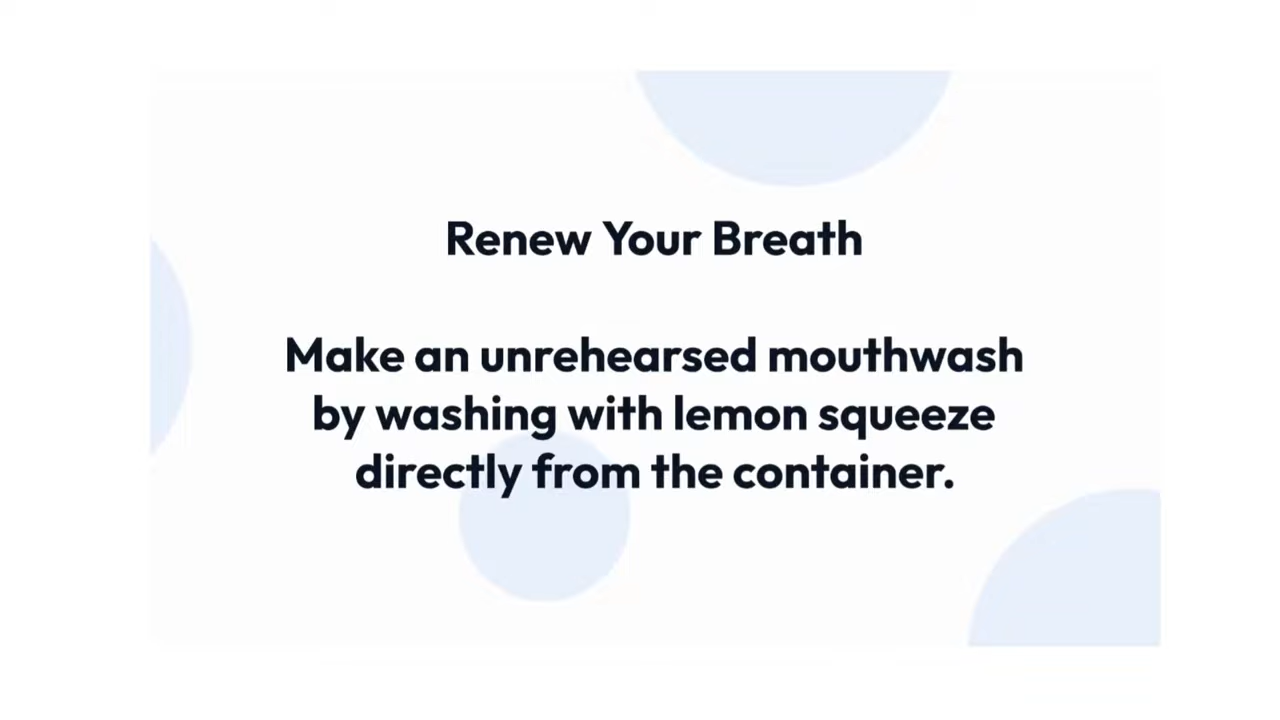 Renew Your Breath
Make an unrehearsed mouthwash
by washing with lemon squeeze
directly from the container.